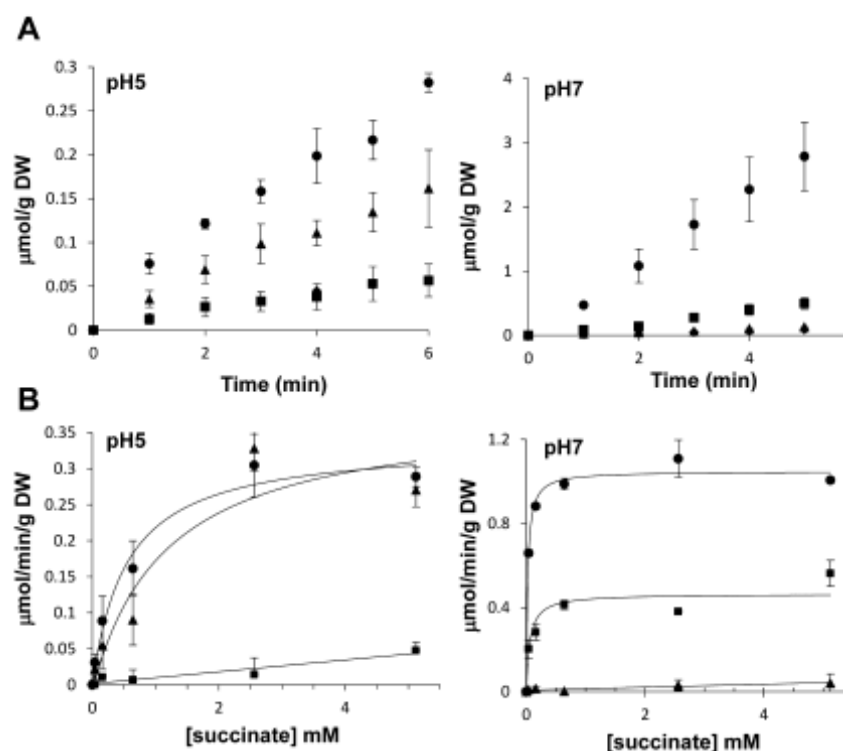 A
pH5
µmol/g DW
0.3
0.25
0.2
0.15
0.1
0.05
0
0 2 4 6
Time (min)
pH7
µmol/g DW
4
3
2
1
0
0 2 4
Time (min)
B
pH5
µmol/min/g DW
0.35
0.3
0.25
0.2
0.15
0.1
0.05
0
0 2 4
[succinate] mM
pH7
µmol/min/g DW
1.2
0.8
0.4
0.0
0 2 4
[succinate] mM